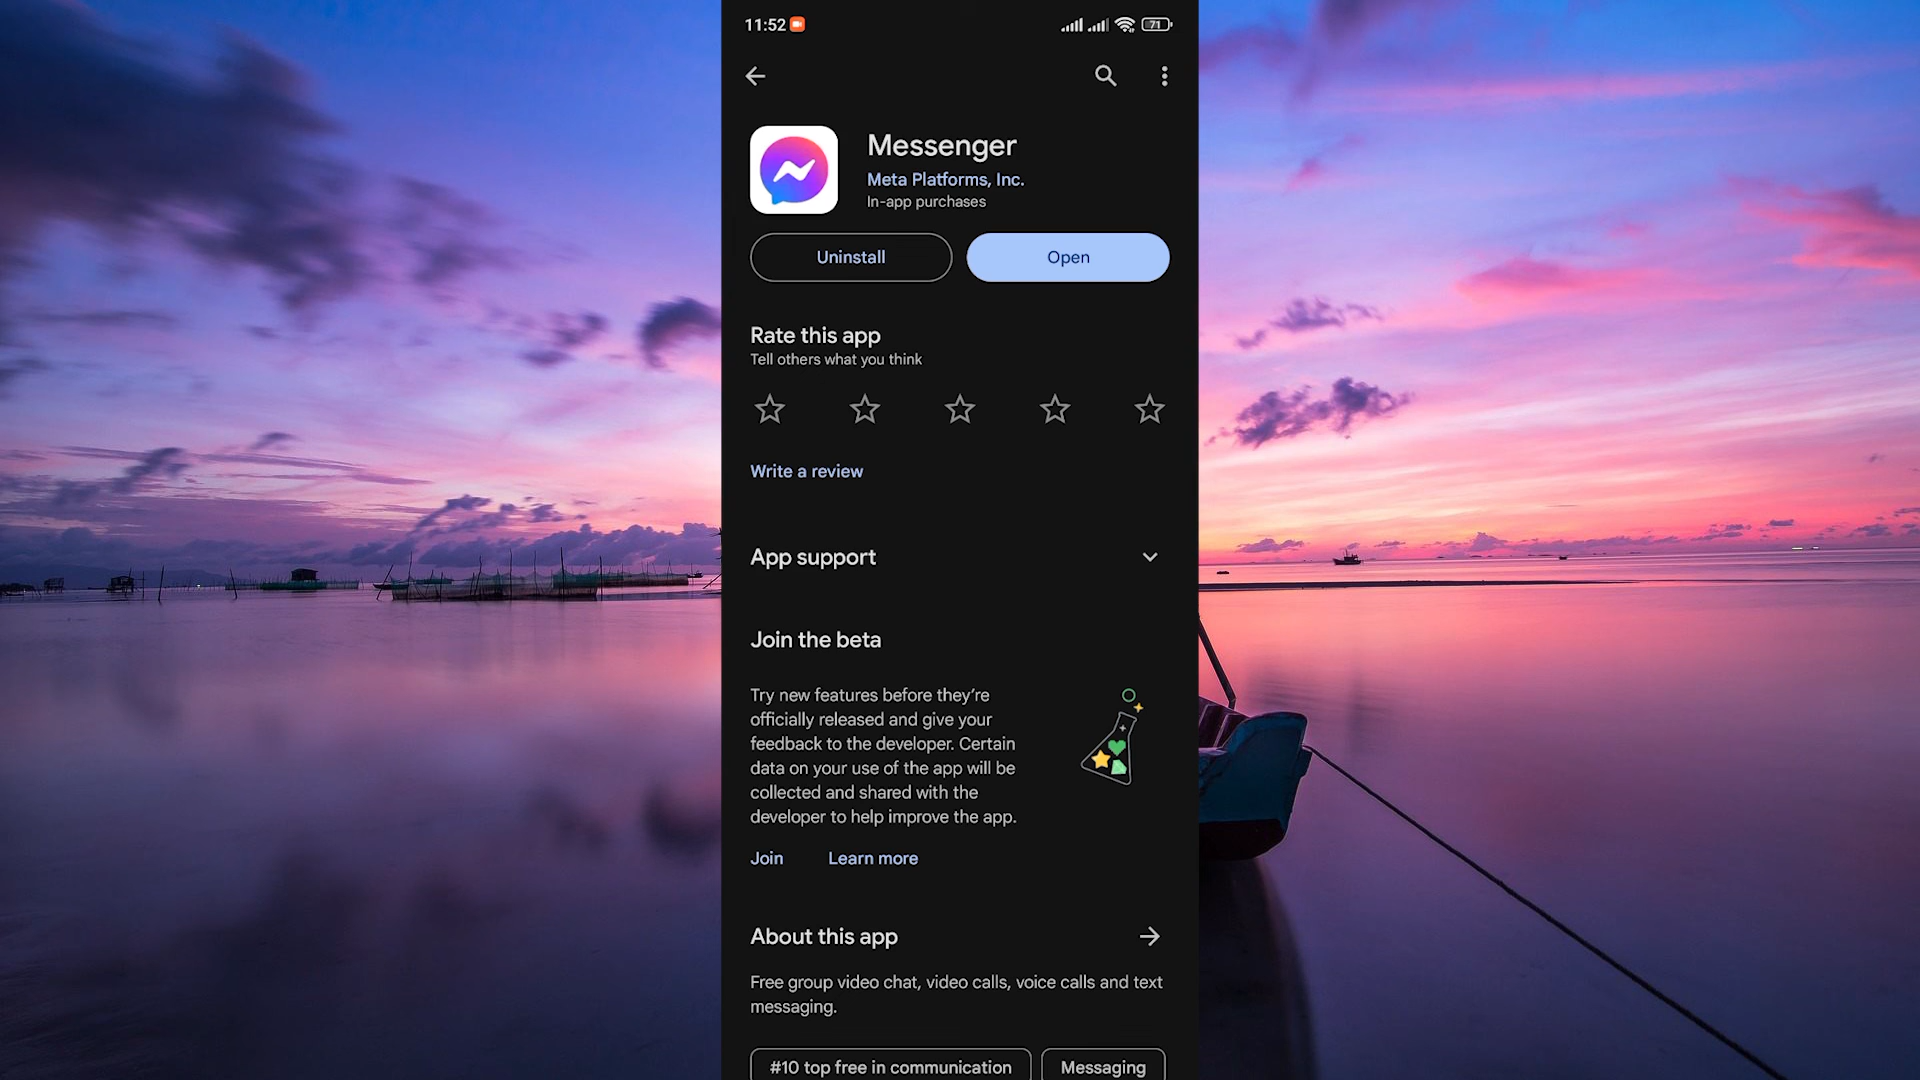 11:52
71
Messenger
Meta Platforms, Inc.
In-app purchases
Uninstall
Open
Rate this app
Tell others what you think
Write a review
App support
Join the beta
Try new features before they’re
officially released and give your
feedback to the developer. Certain
data on your use of the app will be
collected and shared with the
developer to help improve the app.
Join
Learn more
About this app
Free group video chat, video calls, voice calls and text
messaging.
#10 top free in communication
Messaging